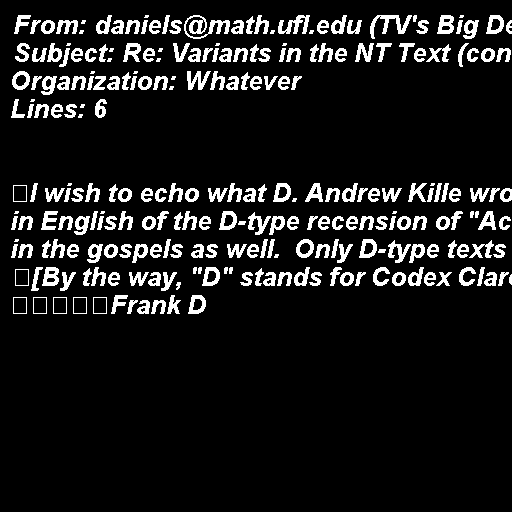 From: daniels@math.ufl.edu (TV's Big De
Subject: Re: Variants in the NT Text (con
Organization: Whatever
Lines: 6
I wish to echo what D. Andrew Kille wro
in English of the D-type recension of "Ac
in the gospels as well.  Only D-type texts
[By the way, "D" stands for Codex Clare
Frank D